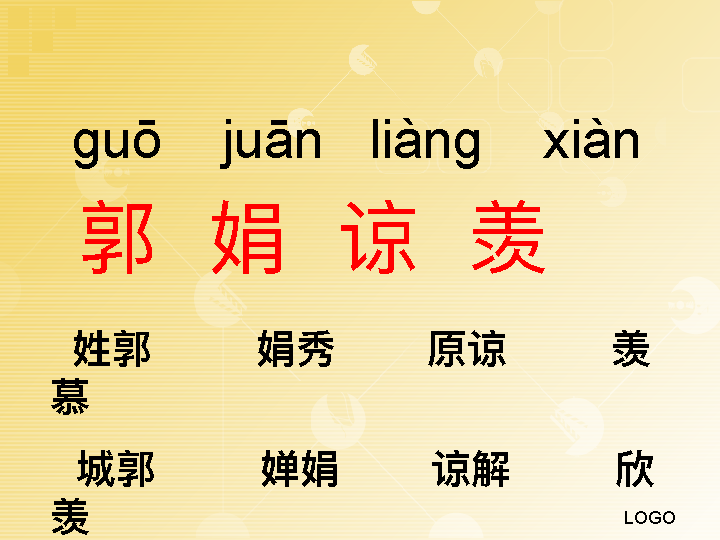 guō juān liàng xiàn
郭 娟 谅 羡
姓郭 娟秀 原谅 羡
慕
城郭 婵娟 谅解 欣
羡
LOGO